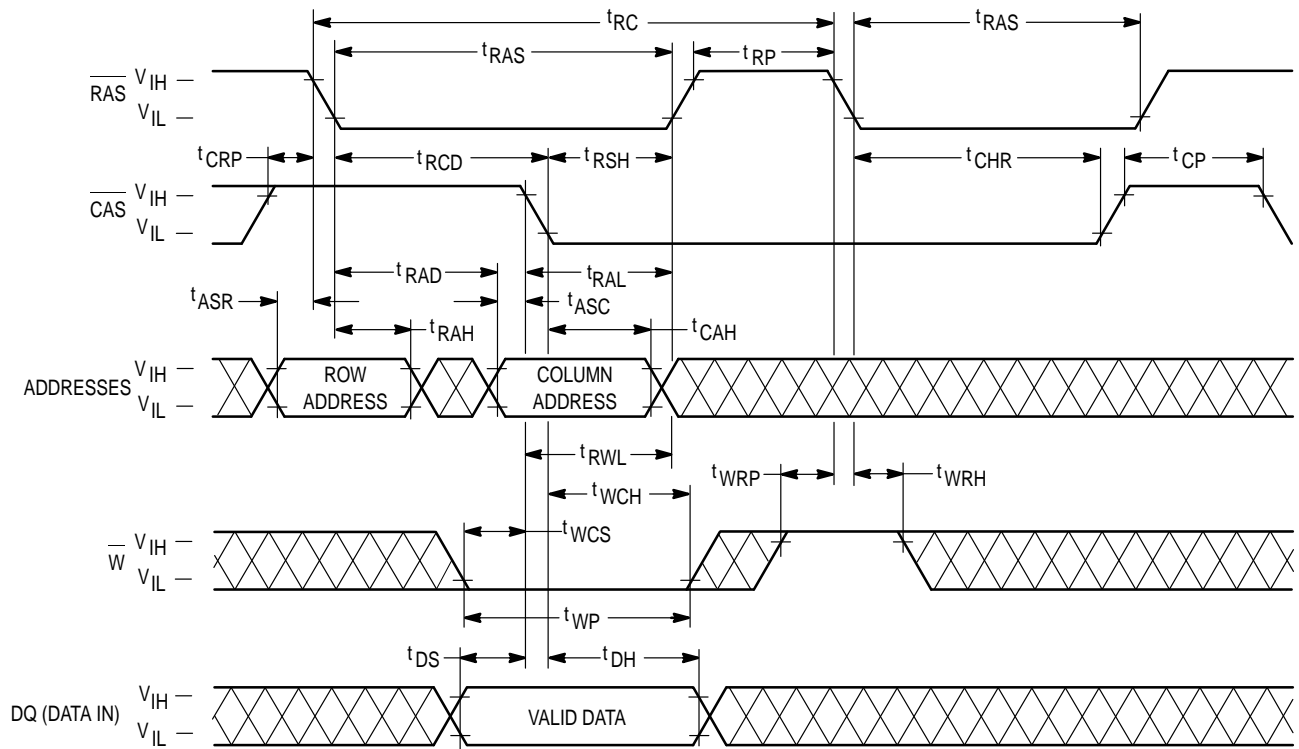 tRC
tRAS
tRAS
tRP
RAS VIH
VIL
tCRP
tRCD
tRSH
tCHR
tCP
CAS VIH
VIL
tRAD
tRAL
tASR
tASC
tRAH
tCAH
ADDRESSES VIH
VIL
ROW
ADDRESS
COLUMN
ADDRESS
tRWL
tWRP
tWRH
tWCH
tWCS
W VIH
VIL
tWP
tDS
tDH
DQ (DATA IN) VIH
VIL
VALID DATA